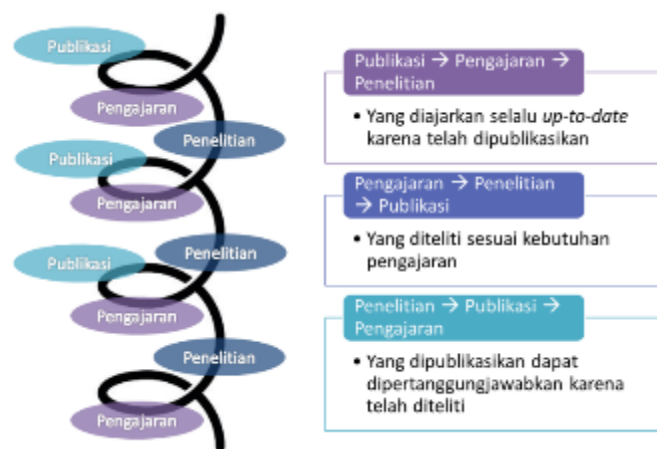 Publikasi
Pengajaran
Penelitian
Publikasi
Pengajaran
Penelitian
Publikasi
Pengajaran
Penelitian
Pengajaran
Publikasi → Pengajaran →
Penelitian
• Yang diajarkan selalu up-to-date
karena telah dipublikasikan
Pengajaran → Penelitian
→ Publikasi
• Yang diteliti sesuai kebutuhan
pengajaran
Penelitian → Publikasi →
Pengajaran
• Yang dipublikasikan dapat
dipertanggungjawabkan karena
telah diteliti